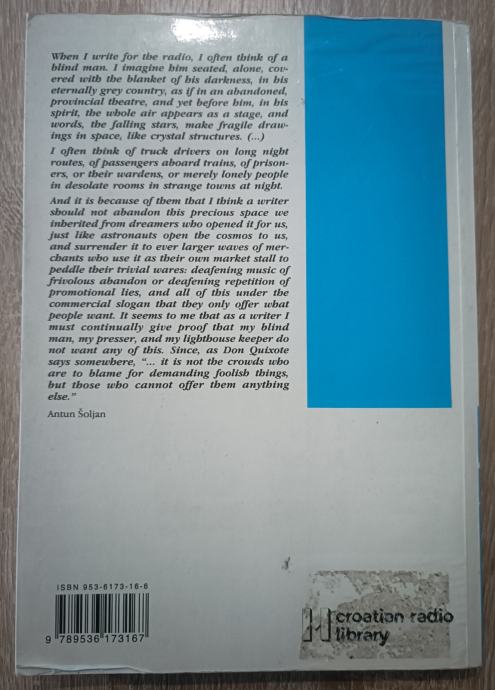 When I write for the radio, I often think of a
blind man. I imagine him seated, alone, cov-
ered with the blanket of his darkness, in his
eternally grey country, as if in an abandoned,
provincial theatre, and yet before him, in his
spirit, the whole air appears as a stage, and
words, the falling stars, make fragile draw-
ings in space, like crystal structures. (...)
I often think of truck drivers on long night
routes, of passengers aboard trains, of prison-
ers, or their wardens, or merely lonely people
in desolate rooms in strange towns at night.
And it is because of them that I think a writer
should not abandon this precious space we
inherited from dreamers who opened it for us,
just like astronauts open the cosmos to us,
and surrender it to ever larger waves of mer-
chants who use it as their own market stall to
peddle their trivial wares: deafening music of
frivolous abandon or deafening repetition of
promotional lies, and all of this under the
commercial slogan that they only offer what
people want. It seems to me that as a writer I
must continually give proof that my blind
man, my presser, and my lighthouse keeper do
not want any of this. Since, as Don Quixote
says somewhere, “... it is not the crowds who
are to blame for demanding foolish things,
but those who cannot offer them anything
else.”
Antun Šoljan
ISBN 953-6173-16-6
9 789536 173167
croatian radio
library